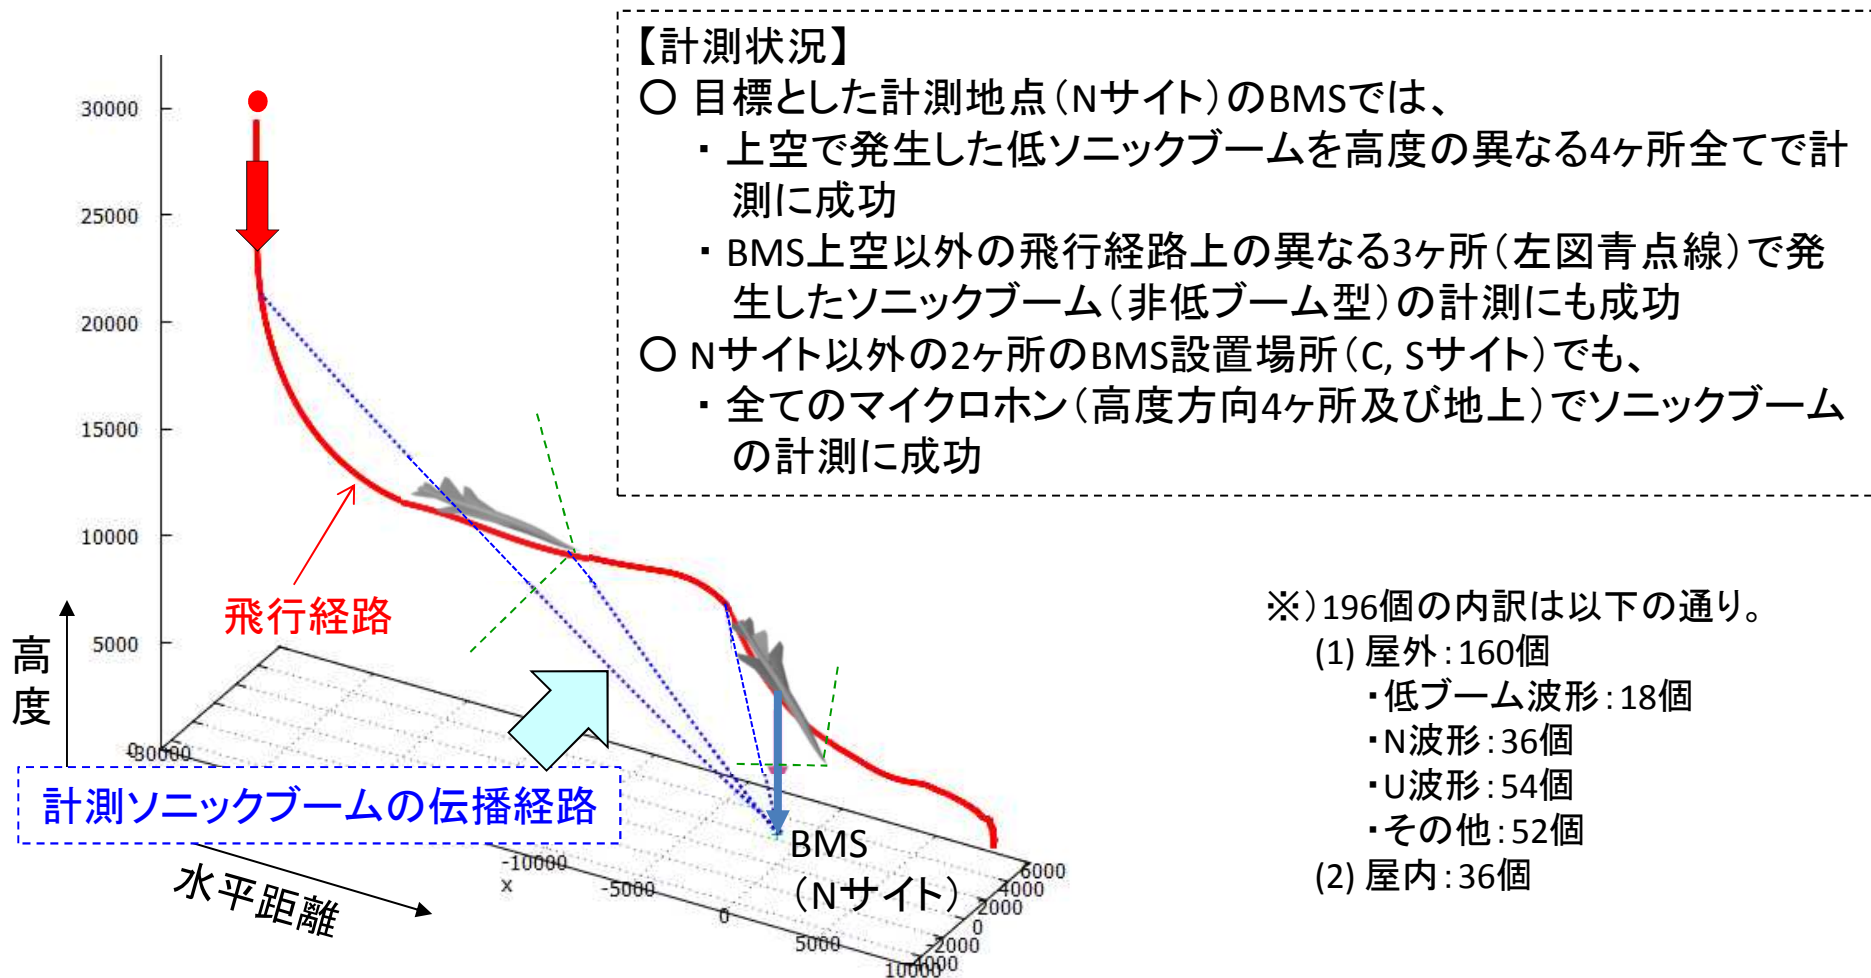 【計測状況】
○ 目標とした計測地点(Nサイト)のBMSでは、
・上空で発生した低ソニックブームを高度の異なる4ヶ所全てで計
測に成功
・BMS上空以外の飛行経路上の異なる3ヶ所(左図青点線)で発
生したソニックブーム(非低ブーム型)の計測にも成功
○ Nサイト以外の2ヶ所のBMS設置場所(C, Sサイト)でも、
・全てのマイクロホン(高度方向4ヶ所及び地上)でソニックブーム
の計測に成功
30000
25000
20000
15000
10000
5000
0
飛行経路
高度
-30000
計測ソニックブームの伝播経路
水平距離
-10000
x
-5000
0
5000
10000
BMS
(Nサイト)
6000
4000
2000
0
-2000
-4000
※)196個の内訳は以下の通り。
(1) 屋外:160個
・低ブーム波形:18個
・N波形:36個
・U波形:54個
・その他:52個
(2) 屋内:36個